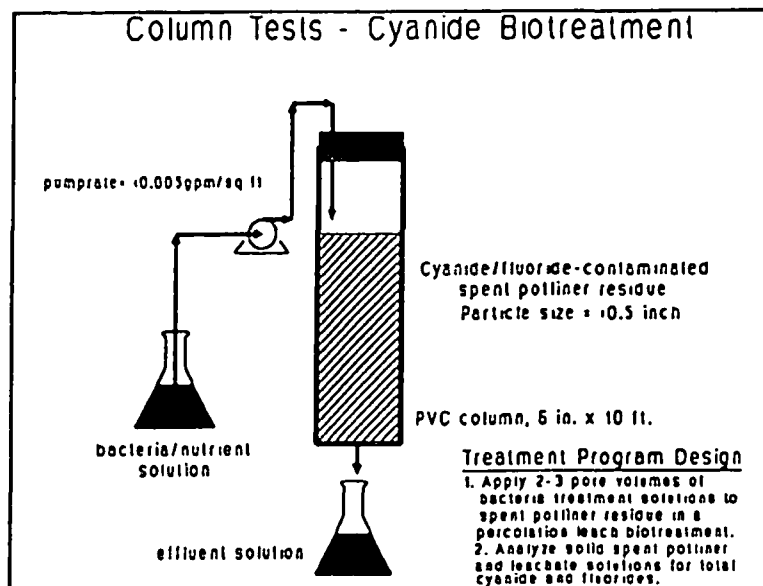 Column Tests - Cyanide Biotreatment
pumprate= <0.005gpm/sq ft
Cyanide/fluoride-contaminated
spent potliner residue
Particle size = <0.5 inch
PVC column, 6 in. x 10 ft.
bacteria/nutrient
solution
effluent solution
Treatment Program Design
1. Apply 2-3 pore volumes of
bacteria treatment solutions to
spent potliner residue in a
percolation leach biotreatment.
2. Analyze solid spent potliner
and leachate solutions for total
cyanide and fluorides.